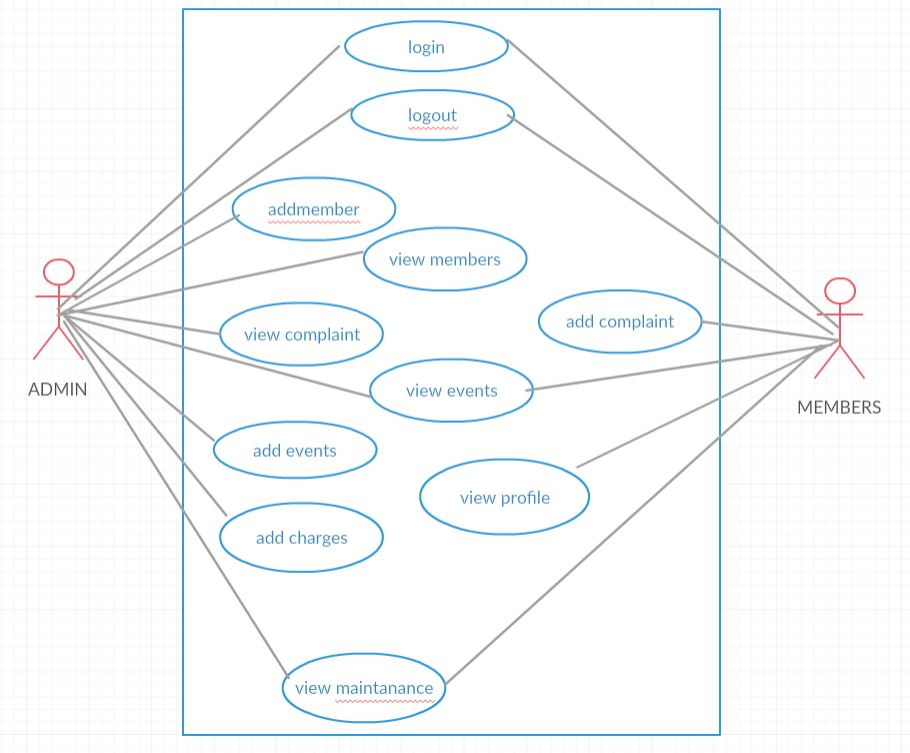 login
logout
addmember
view members
view complaint
add complaint
ADMIN
view events
MEMBERS
add events
view profile
add charges
view maintanance